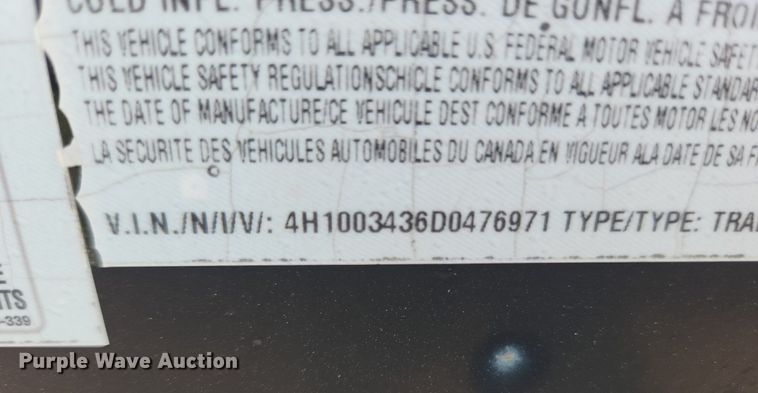 COLD INFL. PRESS./PRESS. DE GONFL. A FROI
THIS VEHICLE CONFORMS TO ALL APPLICABLE U.S. FEDERAL MOTOR VEHICLE SAFET
THIS VEHICLE SAFETY REGULATIONSCHICLE CONFORMS TO ALL APPLICABLE STANDAR
THE DATE OF MANUFACTURE/CE VEHICULE DEST CONFORME A TOUTES MOTOR LES NO
LA SECURITE DES VEHICULES AUTOMOBILES DU CANADA EN VIGUEUR ALA DATE DE SA F
V.I.N./N/I/V/: 4H1003436D0476971 TYPE/TYPE: TRA
E
ITS
-339
Purple Wave Auction